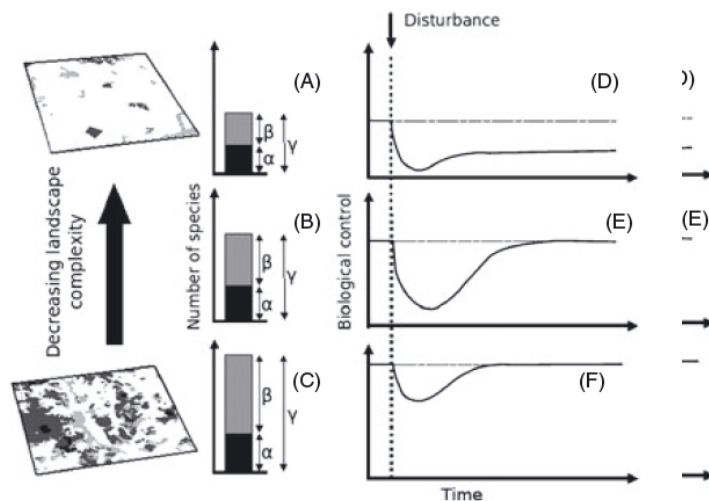 Disturbance
(A)
β
α
γ
(D)
)
Decreasing landscape
complexity
Number of species
(B)
β
α
γ
Biological control
(E)
(E)
(C)
β
α
γ
(F)
Time